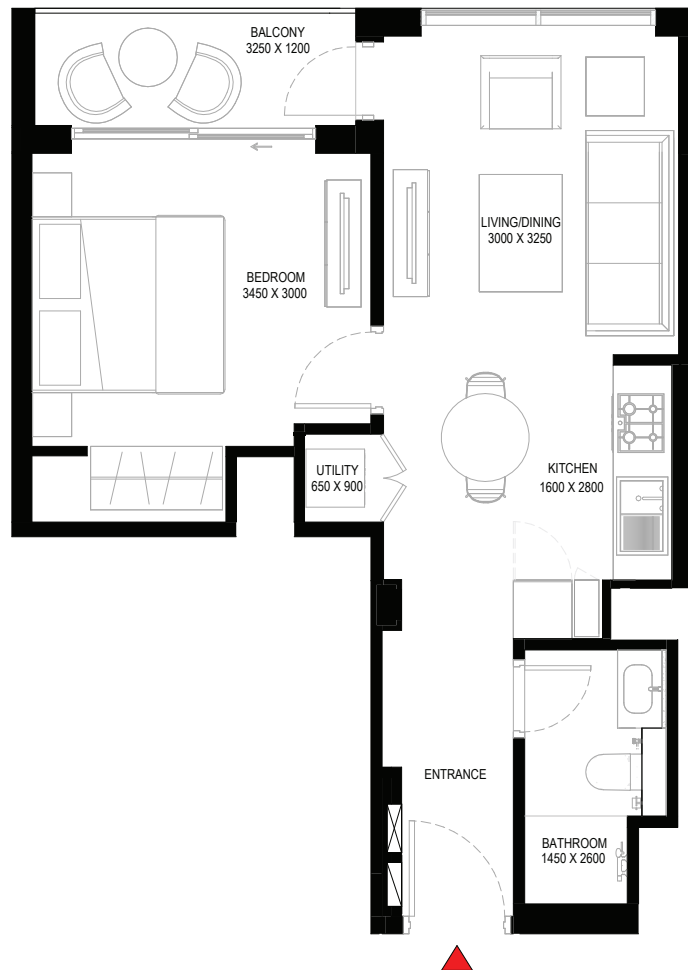 BALCONY
3250 X 1200
LIVING/DINING
3000 X 3250
BEDROOM
3450 X 3000
UTILITY
650 X 900
KITCHEN
1600 X 2800
ENTRANCE
BATHROOM
1450 X 2600